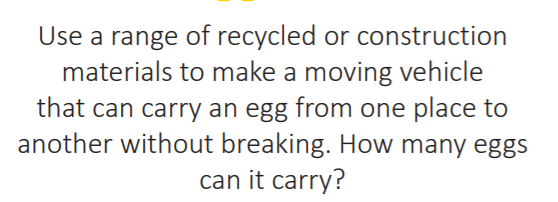 Use a range of recycled or construction
materials to make a moving vehicle
that can carry an egg from one place to
another without breaking. How many eggs
can it carry?